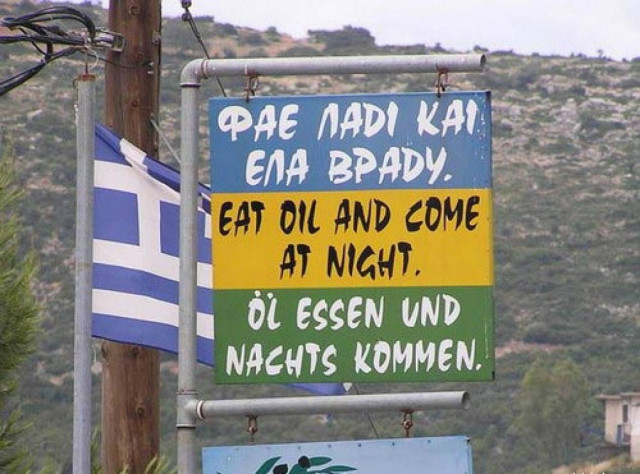 ΦΑΕ ΛΑΔΙ ΚΑΙ
ΕΛΑ ΒΡΑΔΥ.
EAT OIL AND COME
AT NIGHT.
ÖL ESSEN UND
NACHTS KOMMEN.